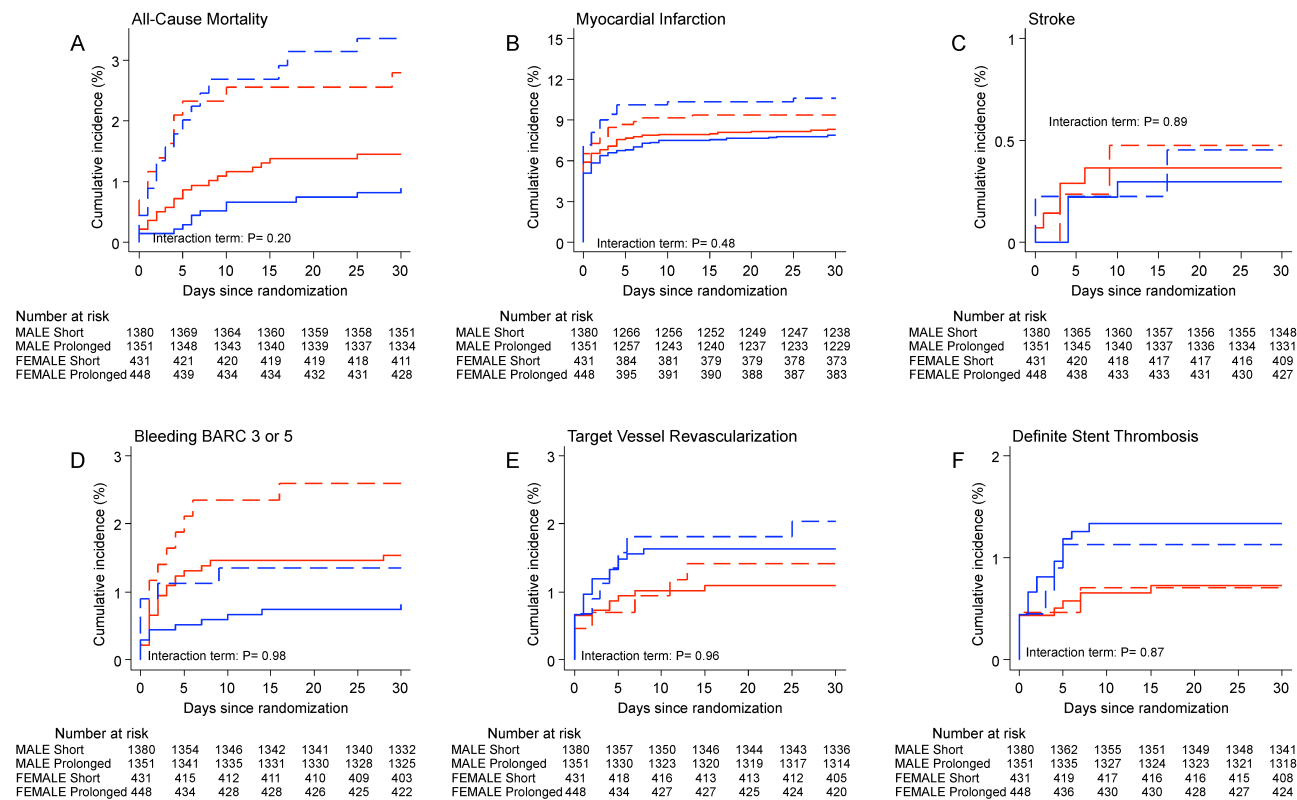 All-Cause Mortality
A
Cumulative incidence (%)
3
2
1
0
Interaction term: P= 0.20
0 5 10 15 20 25 30
Days since randomization
Number at risk
MALE Short 1380 1369 1364 1360 1359 1358 1351
MALE Prolonged 1351 1348 1343 1340 1339 1337 1334
FEMALE Short 431 421 420 419 419 418 411
FEMALE Prolonged 448 439 434 434 432 431 428
Myocardial Infarction
B
Cumulative incidence (%)
15
12
9
6
3
0
Interaction term: P= 0.48
0 5 10 15 20 25 30
Days since randomization
Number at risk
MALE Short 1380 1266 1256 1252 1249 1247 1238
MALE Prolonged 1351 1257 1243 1240 1237 1233 1229
FEMALE Short 431 384 381 379 379 378 373
FEMALE Prolonged 448 395 391 390 388 387 383
Stroke
C
Cumulative incidence (%)
1
0.5
0
Interaction term: P= 0.89
0 5 10 15 20 25 30
Days since randomization
Number at risk
MALE Short 1380 1365 1360 1357 1356 1355 1348
MALE Prolonged 1351 1345 1340 1337 1336 1334 1331
FEMALE Short 431 420 418 417 417 416 409
FEMALE Prolonged 448 438 433 433 431 430 427
Bleeding BARC 3 or 5
D
Cumulative incidence (%)
3
2
1
0
Interaction term: P= 0.98
0 5 10 15 20 25 30
Days since randomization
Number at risk
MALE Short 1380 1354 1346 1342 1341 1340 1332
MALE Prolonged 1351 1341 1335 1331 1330 1328 1325
FEMALE Short 431 415 412 411 410 409 403
FEMALE Prolonged 448 434 428 428 426 425 422
Target Vessel Revascularization
E
Cumulative incidence (%)
3
2
1
0
Interaction term: P= 0.96
0 5 10 15 20 25 30
Days since randomization
Number at risk
MALE Short 1380 1357 1350 1346 1344 1343 1336
MALE Prolonged 1351 1330 1323 1320 1319 1317 1314
FEMALE Short 431 418 416 413 413 412 405
FEMALE Prolonged 448 434 427 427 425 424 420
Definite Stent Thrombosis
F
Cumulative incidence (%)
2
1
0
Interaction term: P= 0.87
0 5 10 15 20 25 30
Days since randomization
Number at risk
MALE Short 1380 1362 1355 1351 1349 1348 1341
MALE Prolonged 1351 1335 1327 1324 1323 1321 1318
FEMALE Short 431 419 417 416 416 415 408
FEMALE Prolonged 448 436 430 430 428 427 424